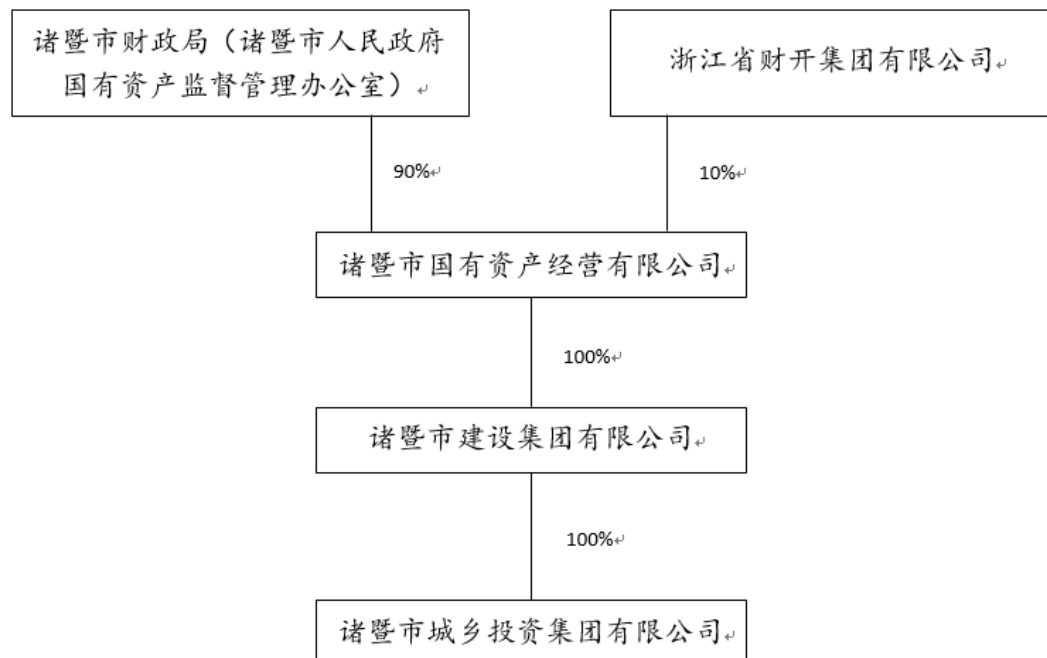 诸暨市财政局（诸暨市人民政府
国有资产监督管理办公室）
浙江省财开集团有限公司
90%
10%
诸暨市国有资产经营有限公司
100%
诸暨市建设集团有限公司
100%
诸暨市城乡投资集团有限公司